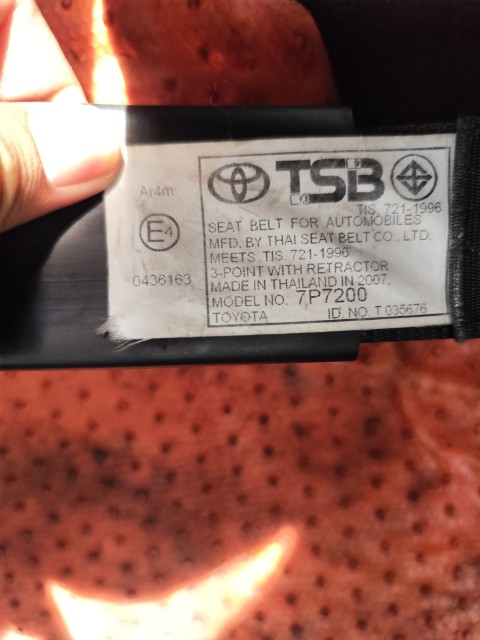 Ar4m
E4
0436163
TSB
TIS. 721-1996
SEAT BELT FOR AUTOMOBILES
MFD. BY THAI SEAT BELT CO., LTD.
MEETS TIS. 721-1996
3-POINT WITH RETRACTOR
MADE IN THAILAND IN 2007.
MODEL NO. 7P7200
TOYOTA ID. NO. T 035676